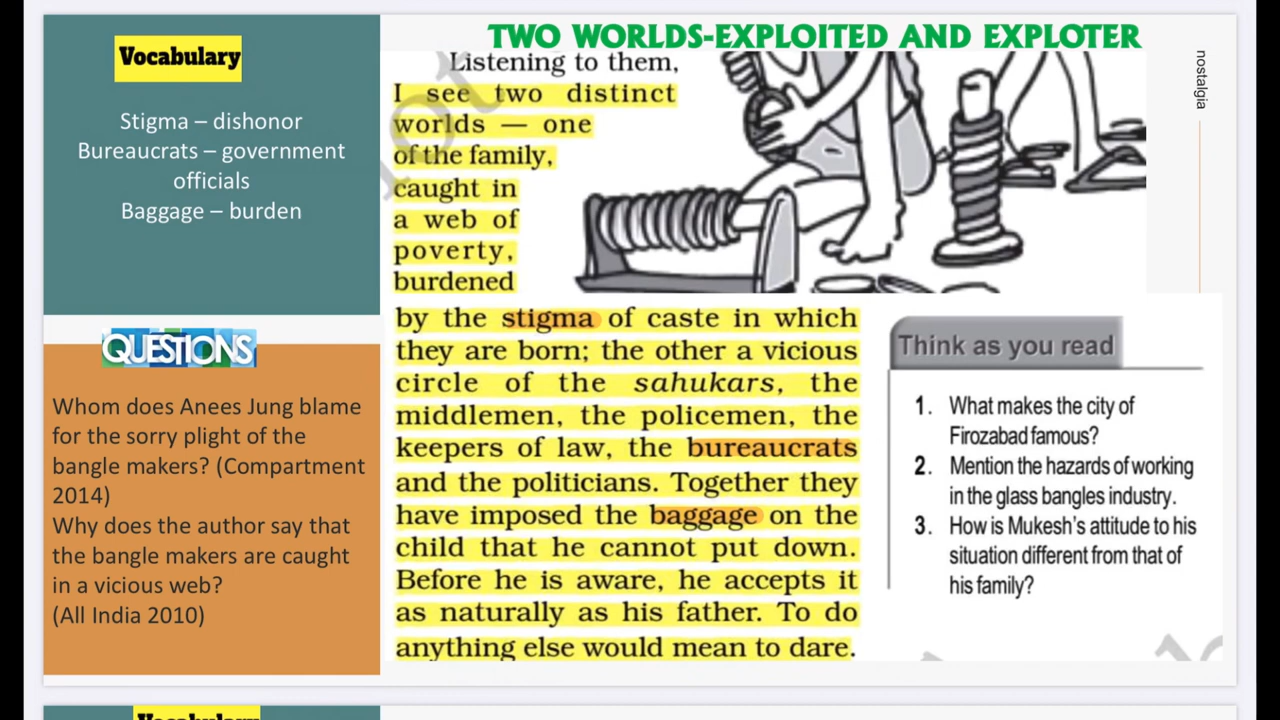 Vocabulary
Stigma – dishonor
Bureaucrats – government
officials
Baggage – burden
QUESTIONS
Whom does Anees Jung blame
for the sorry plight of the
bangle makers? (Compartment
2014)
Why does the author say that
the bangle makers are caught
in a vicious web?
(All India 2010)
TWO WORLDS-EXPLOITED AND EXPLOTER
Listening to them,
I see two distinct
worlds — one
of the family,
caught in
a web of
poverty,
burdened
by the stigma of caste in which
they are born; the other a vicious
circle of the sahukars, the
middlemen, the policemen, the
keepers of law, the bureaucrats
and the politicians. Together they
have imposed the baggage on the
child that he cannot put down.
Before he is aware, he accepts it
as naturally as his father. To do
anything else would mean to dare.
nostalgia
Think as you read
1. What makes the city of
Firozabad famous?
2. Mention the hazards of working
in the glass bangles industry.
3. How is Mukesh's attitude to his
situation different from that of
his family?
Vocabulary